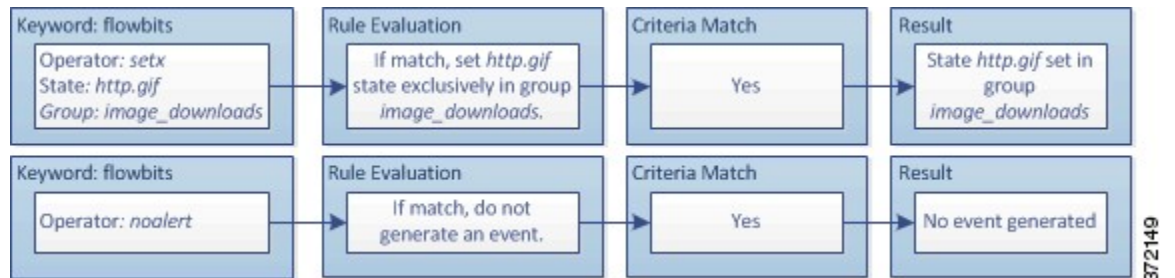 Keyword: flowbits
Operator: setx
State: http.gif
Group: image_downloads
Rule Evaluation
If match, set http.gif
state exclusively in group
image_downloads.
Criteria Match
Yes
Result
State http.gif set in
group
image_downloads
Keyword: flowbits
Operator: noalert
Rule Evaluation
If match, do not
generate an event.
Criteria Match
Yes
Result
No event generated
372149